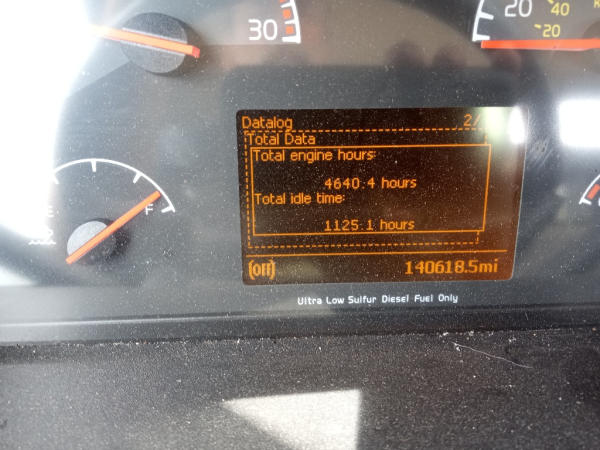 30
20
40
20
Datalog 2/
Total Data
Total engine hours:
4640.4 hours
Total idle time:
1125.1 hours
F
(off) 140618.5mi
Ultra Low Sulfur Diesel Fuel Only